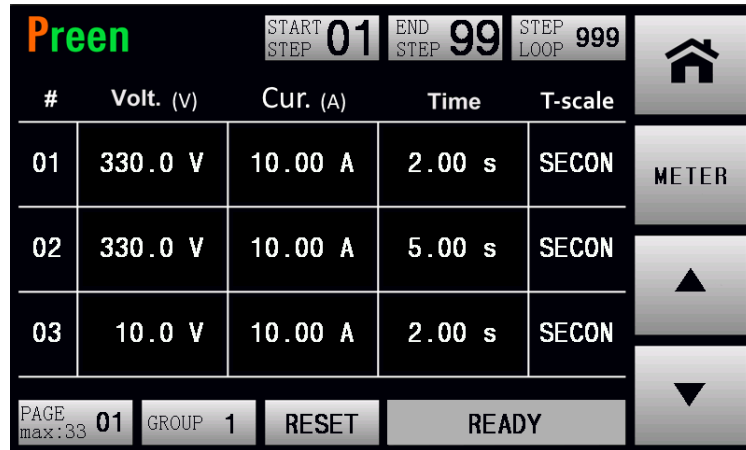 Preen START STEP 01 END STEP 99 STEP LOOP 999
# Volt. (V) Cur. (A) Time T-scale
01 330.0 V 10.00 A 2.00 s SECON
METER
02 330.0 V 10.00 A 5.00 s SECON
▲
03 10.0 V 10.00 A 2.00 s SECON
▼
PAGE max:33 01 GROUP 1 RESET READY